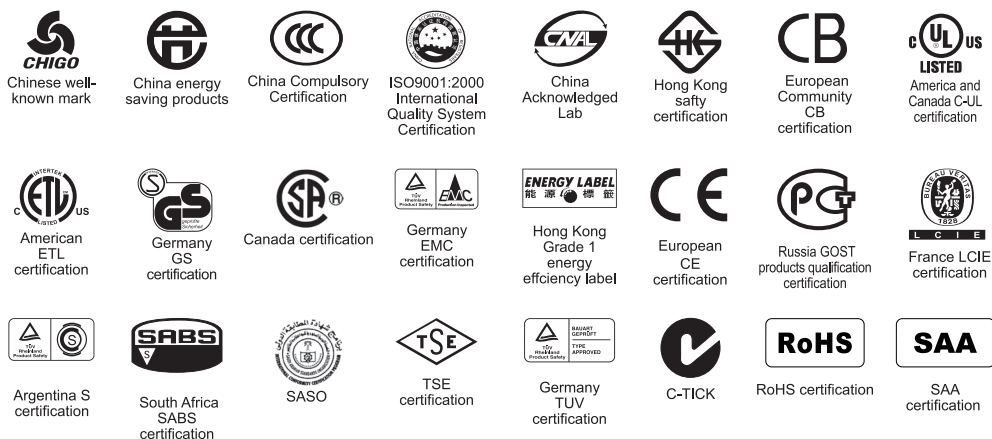 CHIGO
Chinese well-
known mark
China energy
saving products
CCC
China Compulsory
Certification
ISO9001:2000
International
Quality System
Certification
CNAL
China
Acknowledged
Lab
HK
Hong Kong
safty
certification
CB
European
Community
CB
certification
C UL US
LISTED
America and
Canada C-UL
certification
INTERTEK
C ETL US
LISTED
American
ETL
certification
S
GS
geprüfte
Sicherheit
Germany
GS
certification
SA ®
Canada certification
TÜV
Rheinland
Product Safety
EMC
Production inspected
Germany
EMC
certification
ENERGY LABEL
能源標籤
Hong Kong
Grade 1
energy
effciency label
CE
European
CE
certification
Russia GOST
products qualification
certification
BUREAU VERITAS
1828
LCIE
France LCIE
certification
TÜV
Rheinland
Product Safety
S
Argentina S
certification
SABS
S
South Africa
SABS
certification
SASO
TSE
TSE
certification
TÜV
Rheinland
Product Safety
BAUART
GEPRÜFT
TYPE
APPROVED
Germany
TUV
certification
C-TICK
RoHS
RoHS certification
SAA
SAA
certification